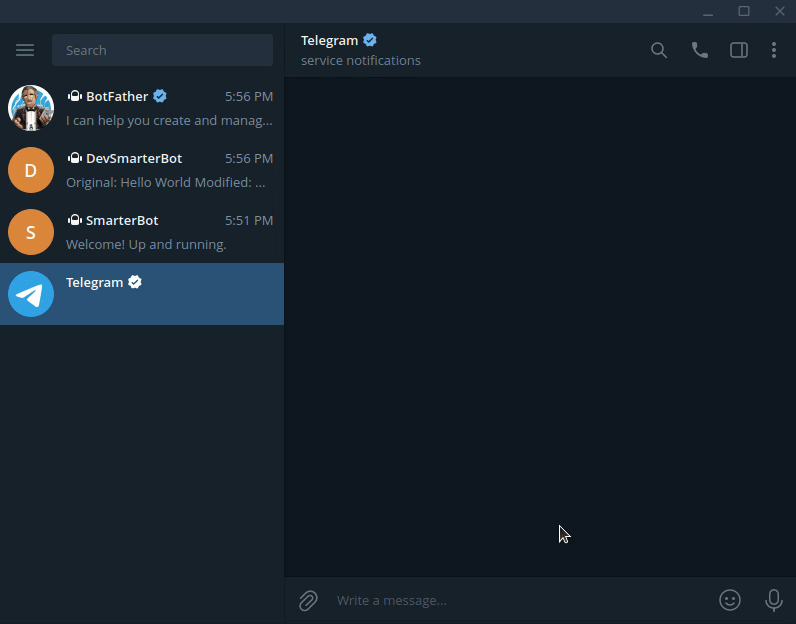 Search
BotFather 5:56 PM
I can help you create and manag...
D
DevSmarterBot 5:56 PM
Original: Hello World Modified: ...
S
SmarterBot 5:51 PM
Welcome! Up and running.
Telegram
Telegram
service notifications
Write a message...